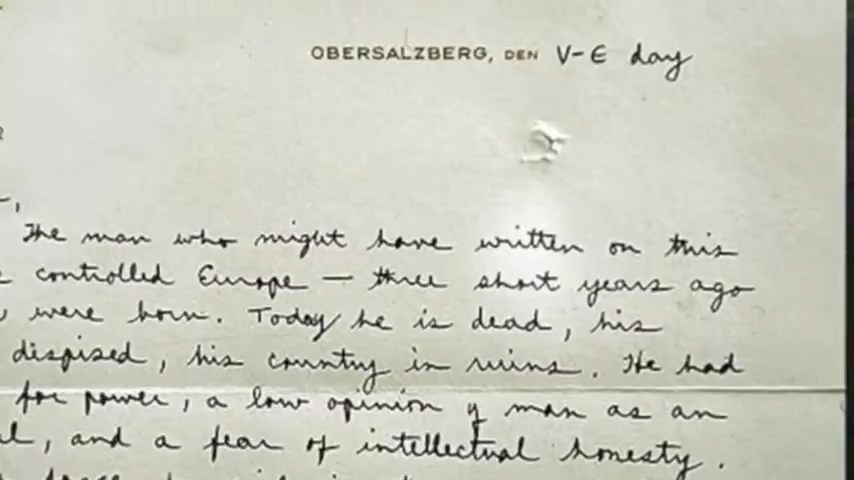 OBERSALZBERG, DEN V-E day
The man who might have written on this
controlled Europe — three short years ago
were born. Today he is dead, his
dispised, his country in ruins. He had
for power, a low opinion of man as an
and a fear of intellectual honesty.